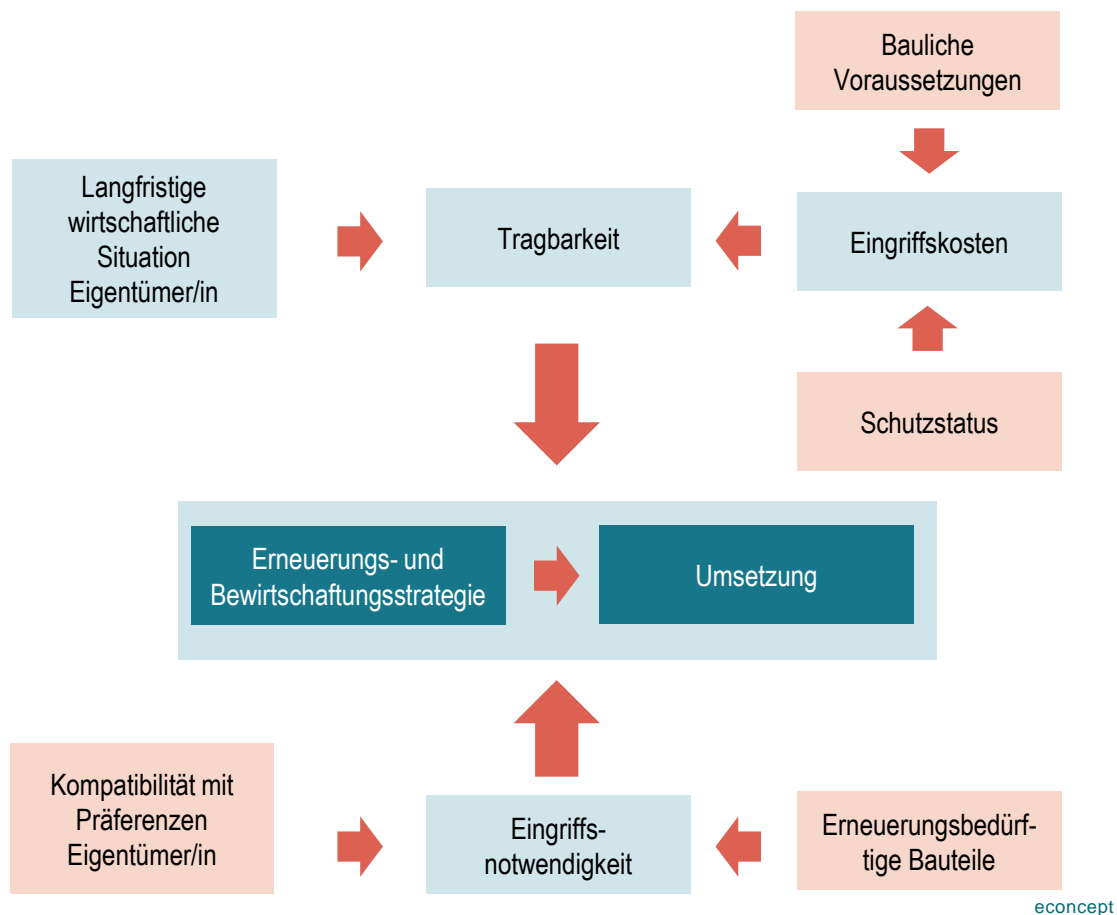 Bauliche
Voraussetzungen
Langfristige
wirtschaftliche
Situation
Eigentümer/in
Tragbarkeit
Eingriffskosten
Schutzstatus
Erneuerungs- und
Bewirtschaftungsstrategie
Umsetzung
Kompatibilität mit
Präferenzen
Eigentümer/in
Eingriffs-
notwendigkeit
Erneuerungsbedürf-
tige Bauteile
econcept